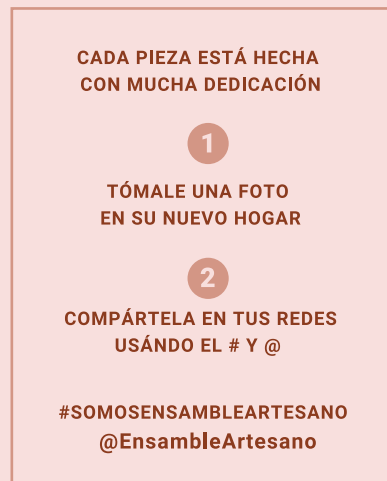 CADA PIEZA ESTÁ HECHA
CON MUCHA DEDICACIÓN
1
TÓMALE UNA FOTO
EN SU NUEVO HOGAR
2
COMPÁRTELA EN TUS REDES
USÁNDO EL # Y @
#SOMOSENSAMBLEARTESANO
@EnsambleArtesano